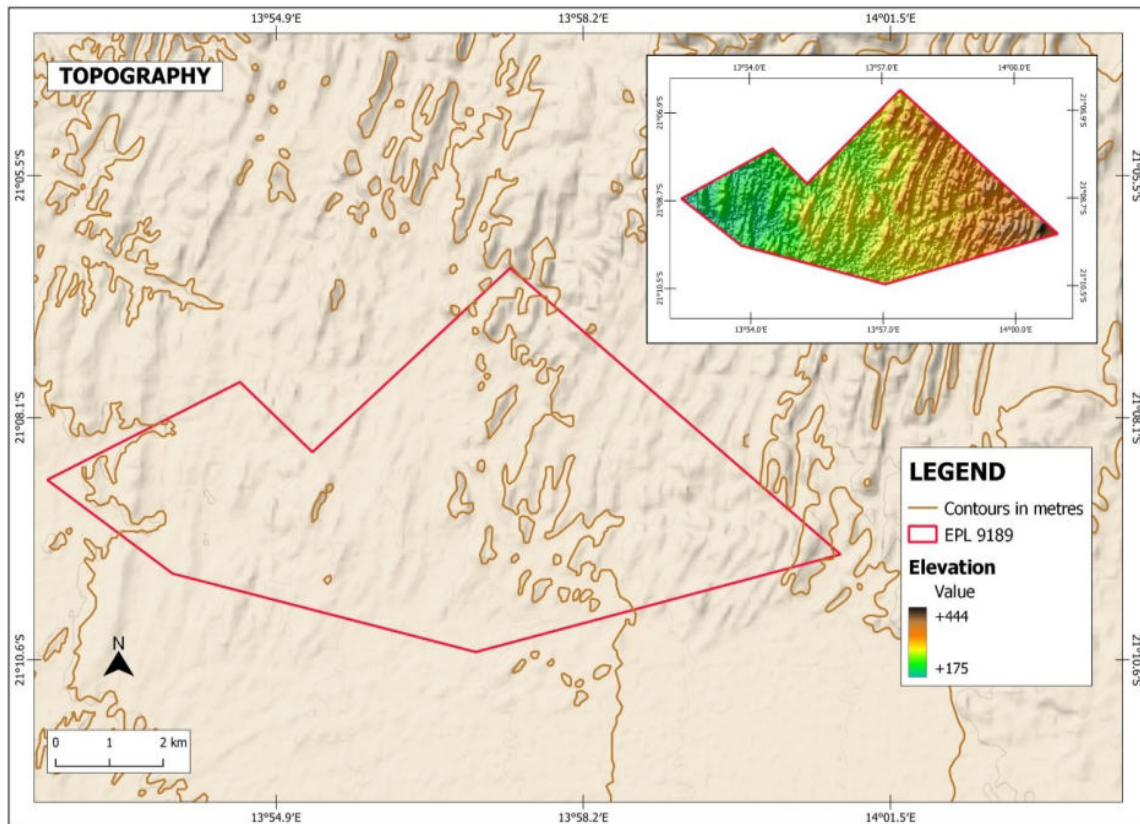 13°54.9'E
13°58.2'E
14°01.5'E
TOPOGRAPHY
13°54.0'E
13°57.0'E
14°00.0'E
21°06.9'S
21°06.9'S
21°08.7'S
21°08.7'S
21°10.5'S
21°10.5'S
13°54.0'E
13°57.0'E
14°00.0'E
21°05.5'S
21°05.5'S
21°08.1'S
21°08.1'S
LEGEND
Contours in metres
EPL 9189
Elevation
Value
+444
+175
21°10.6'S
21°10.6'S
N
0 1 2 km
13°54.9'E
13°58.2'E
14°01.5'E